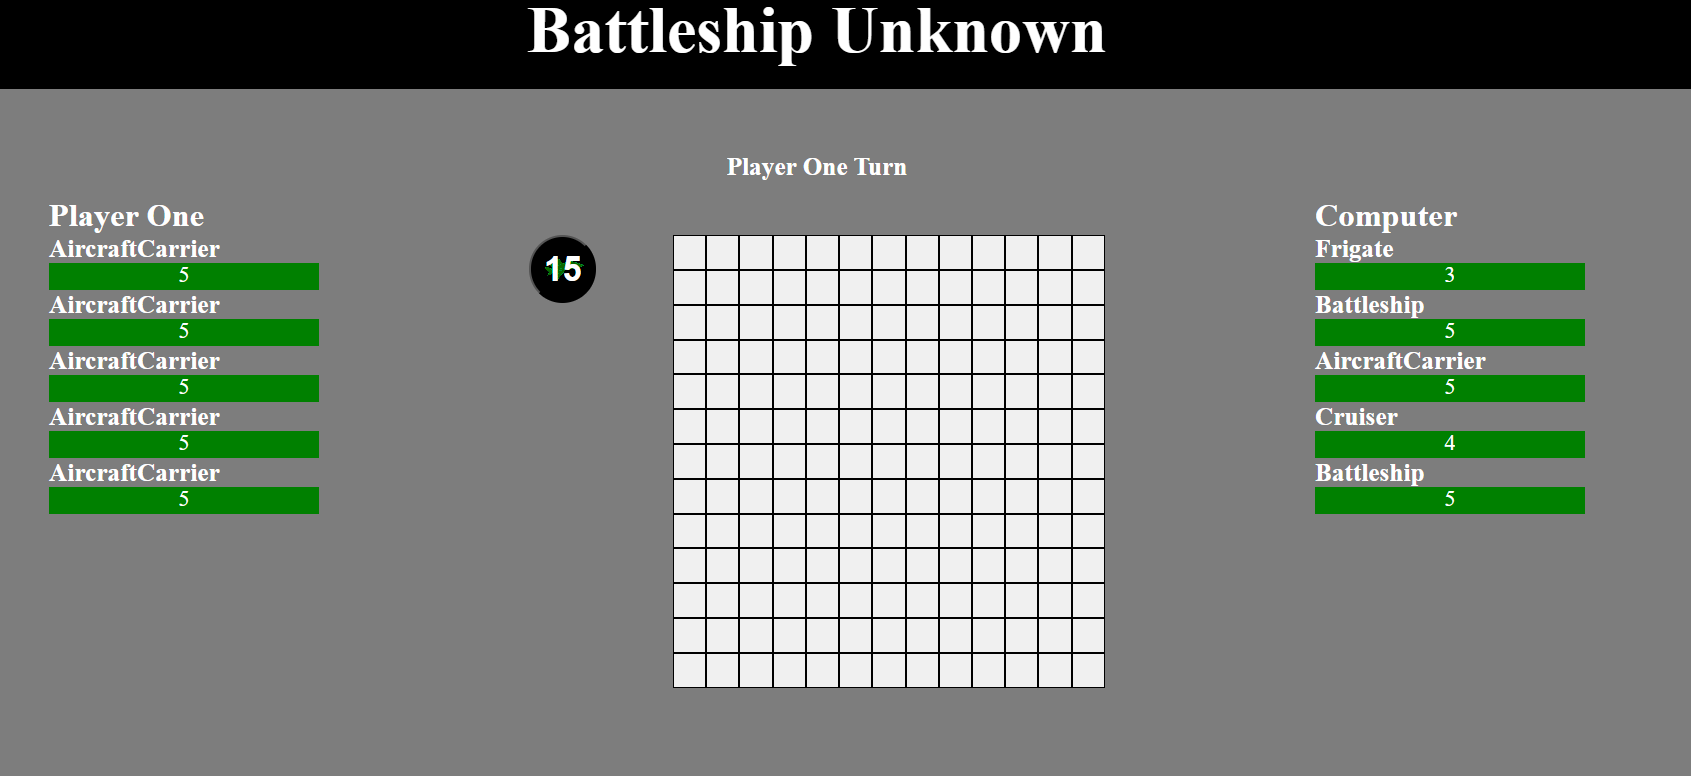 Battleship Unknown
Player One Turn
Player One
AircraftCarrier
5
AircraftCarrier
5
AircraftCarrier
5
AircraftCarrier
5
AircraftCarrier
5
15
Computer
Frigate
3
Battleship
5
AircraftCarrier
5
Cruiser
4
Battleship
5